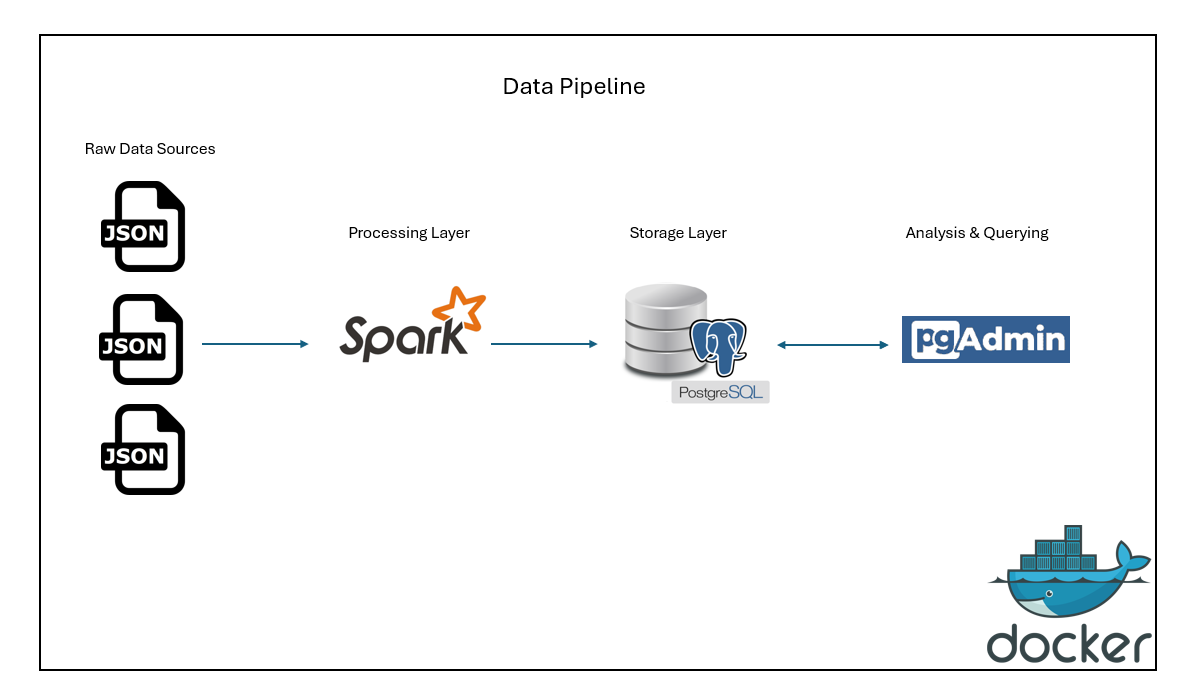 Data Pipeline
Raw Data Sources
JSON
JSON
JSON
Processing Layer
Spark
Storage Layer
PostgreSQL
Analysis & Querying
pgAdmin
docker